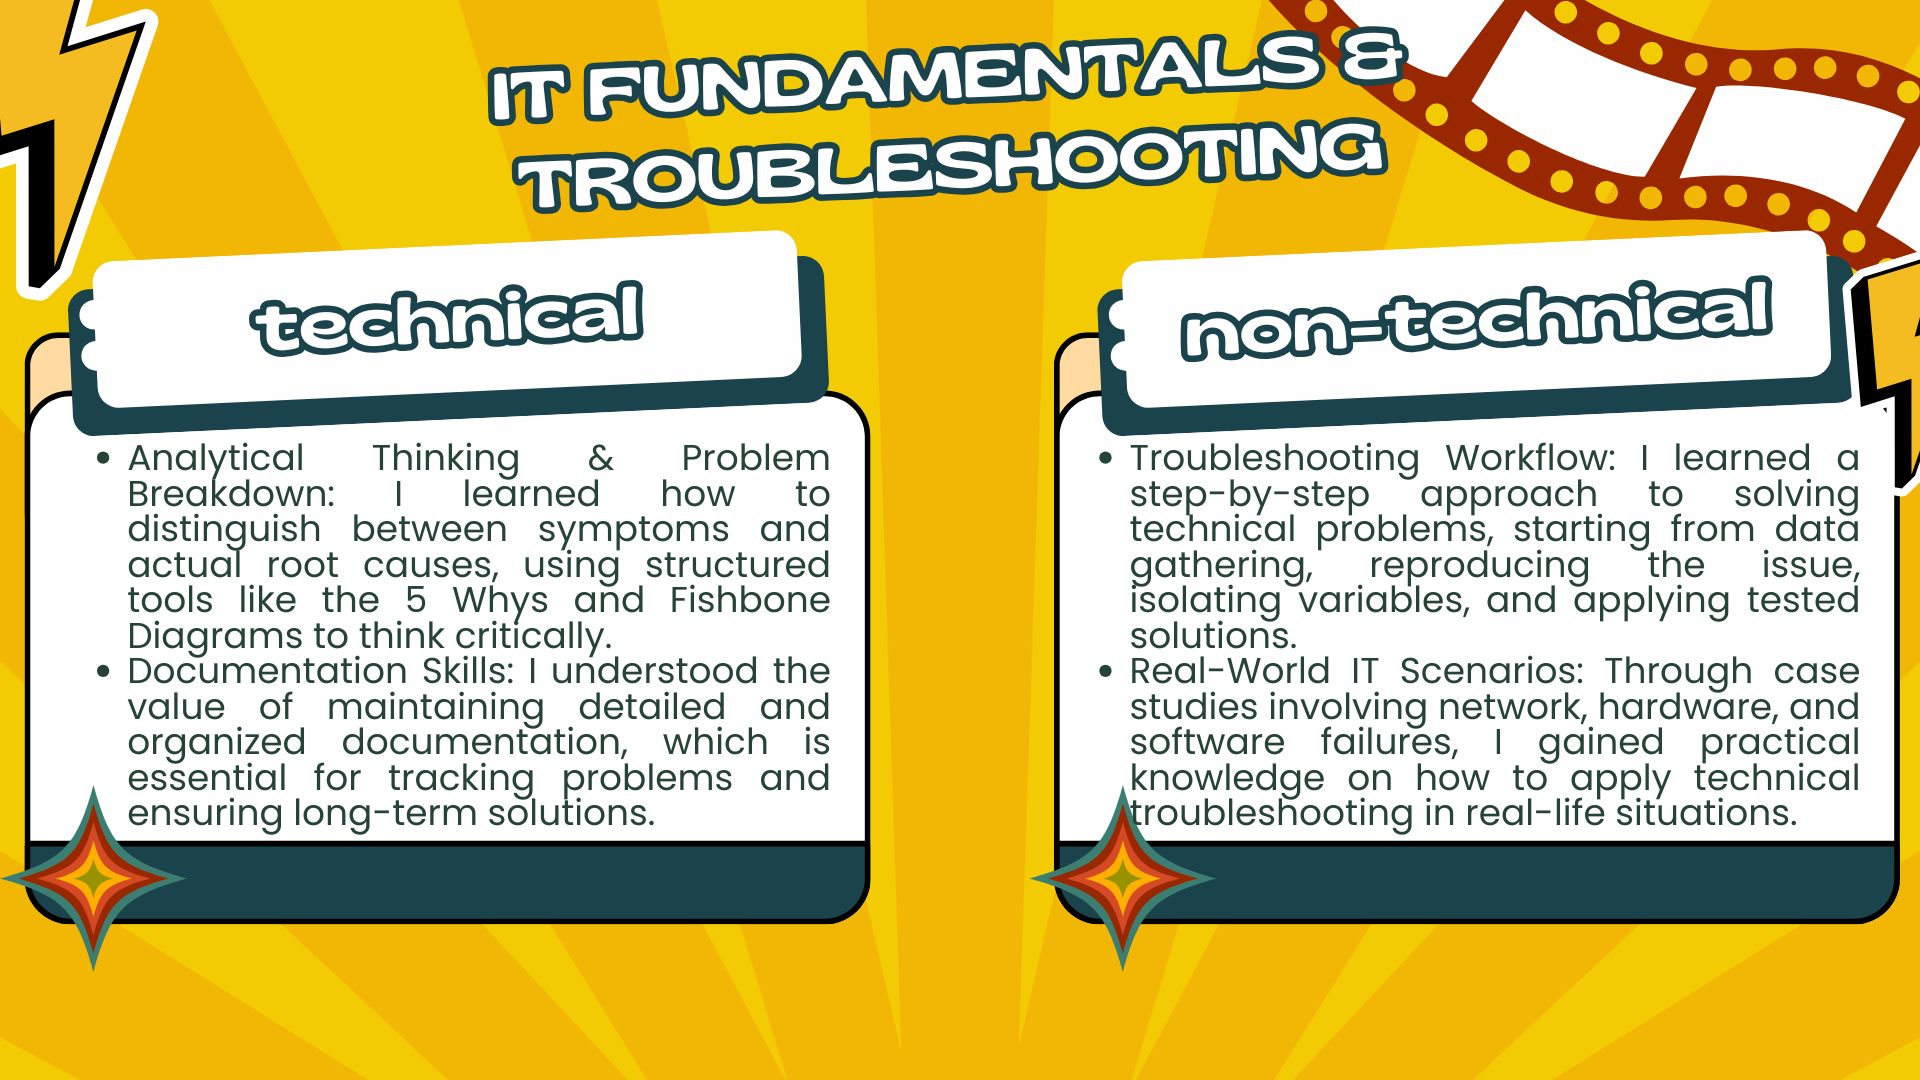 IT FUNDAMENTALS &
TROUBLESHOOTING
technical
• Analytical Thinking & Problem
Breakdown: I learned how to
distinguish between symptoms and
actual root causes, using structured
tools like the 5 Whys and Fishbone
Diagrams to think critically.
• Documentation Skills: I understood the
value of maintaining detailed and
organized documentation, which is
essential for tracking problems and
ensuring long-term solutions.
non-technical
• Troubleshooting Workflow: I learned a
step-by-step approach to solving
technical problems, starting from data
gathering, reproducing the issue,
isolating variables, and applying tested
solutions.
• Real-World IT Scenarios: Through case
studies involving network, hardware, and
software failures, I gained practical
knowledge on how to apply technical
troubleshooting in real-life situations.